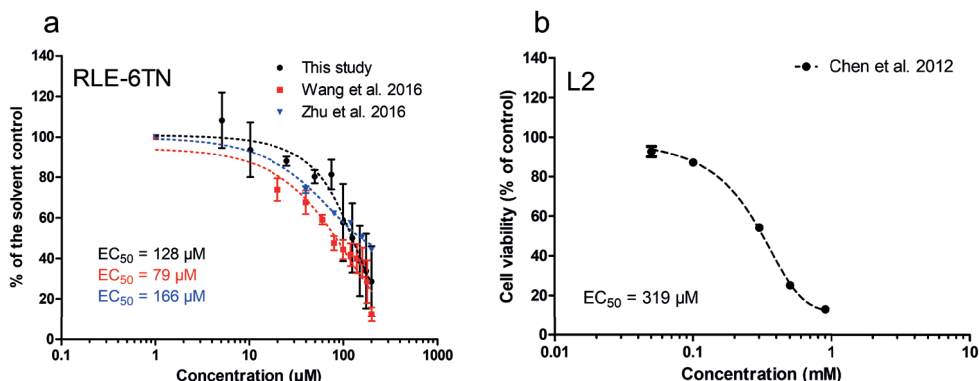 a
RLE-6TN
This study
Wang et al. 2016
Zhu et al. 2016
% of the solvent control
140
120
100
80
60
40
20
0
EC50 = 128 µM
EC50 = 79 µM
EC50 = 166 µM
0.1
1
10
100
1000
Concentration (µM)
b
L2
Chen et al. 2012
Cell viability (% of control)
140
120
100
80
60
40
20
0
EC50 = 319 µM
0.01
0.1
1
10
Concentration (mM)